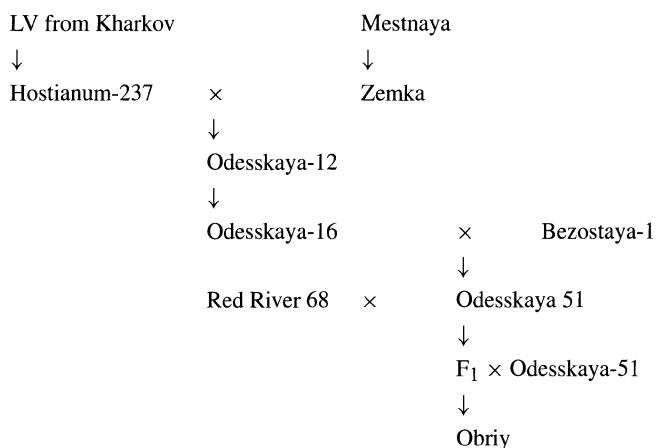 LV from Kharkov Mestnaya
↓ ↓
Hostianum-237 × Zemka
↓
Odesskaya-12
↓
Odesskaya-16 × Bezostaya-1
↓
Red River 68 × Odesskaya 51
↓
F₁ × Odesskaya-51
↓
Obriy